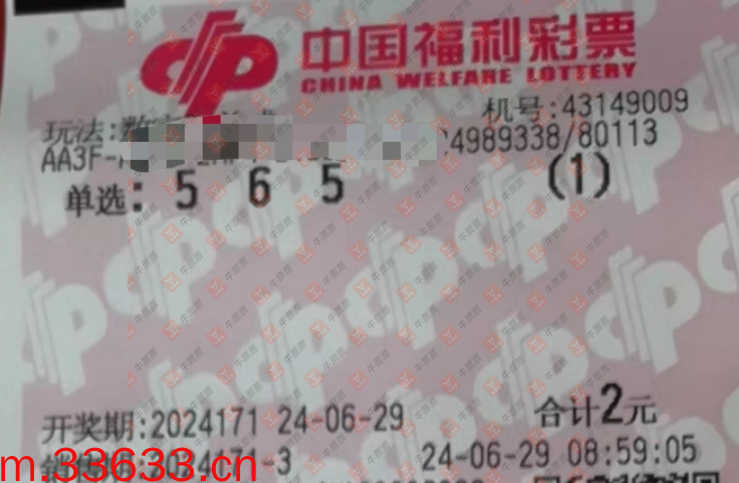 中国福利彩票
CHINA WELFARE LOTTERY
机号:43149009
玩法:
AA3F- 4989338/80113
单选: 5 6 5 (1)
开奖期:2024171 24-06-29 合计2元
-3 24-06-29 08:59:05
m.33633.cn